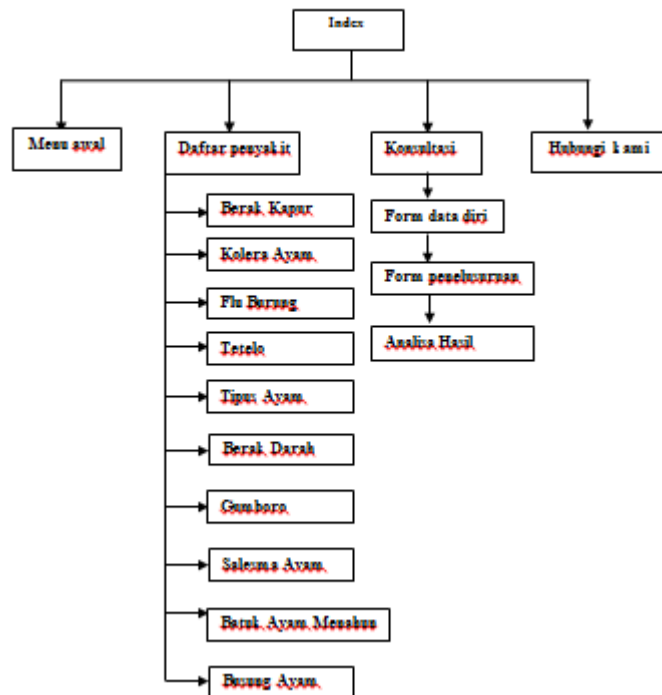 Index
Menu awal
Daftar penyakit
Konsultasi
Hubungi kami
Berak Kapur
Kolera Ayam
Flu Burung
Tetelo
Tipus Ayam
Berak Darah
Gumboro
Salesma Ayam
Batuk Ayam Menahun
Busung Ayam
Form data diri
Form penelusuran
Analisa Hasil